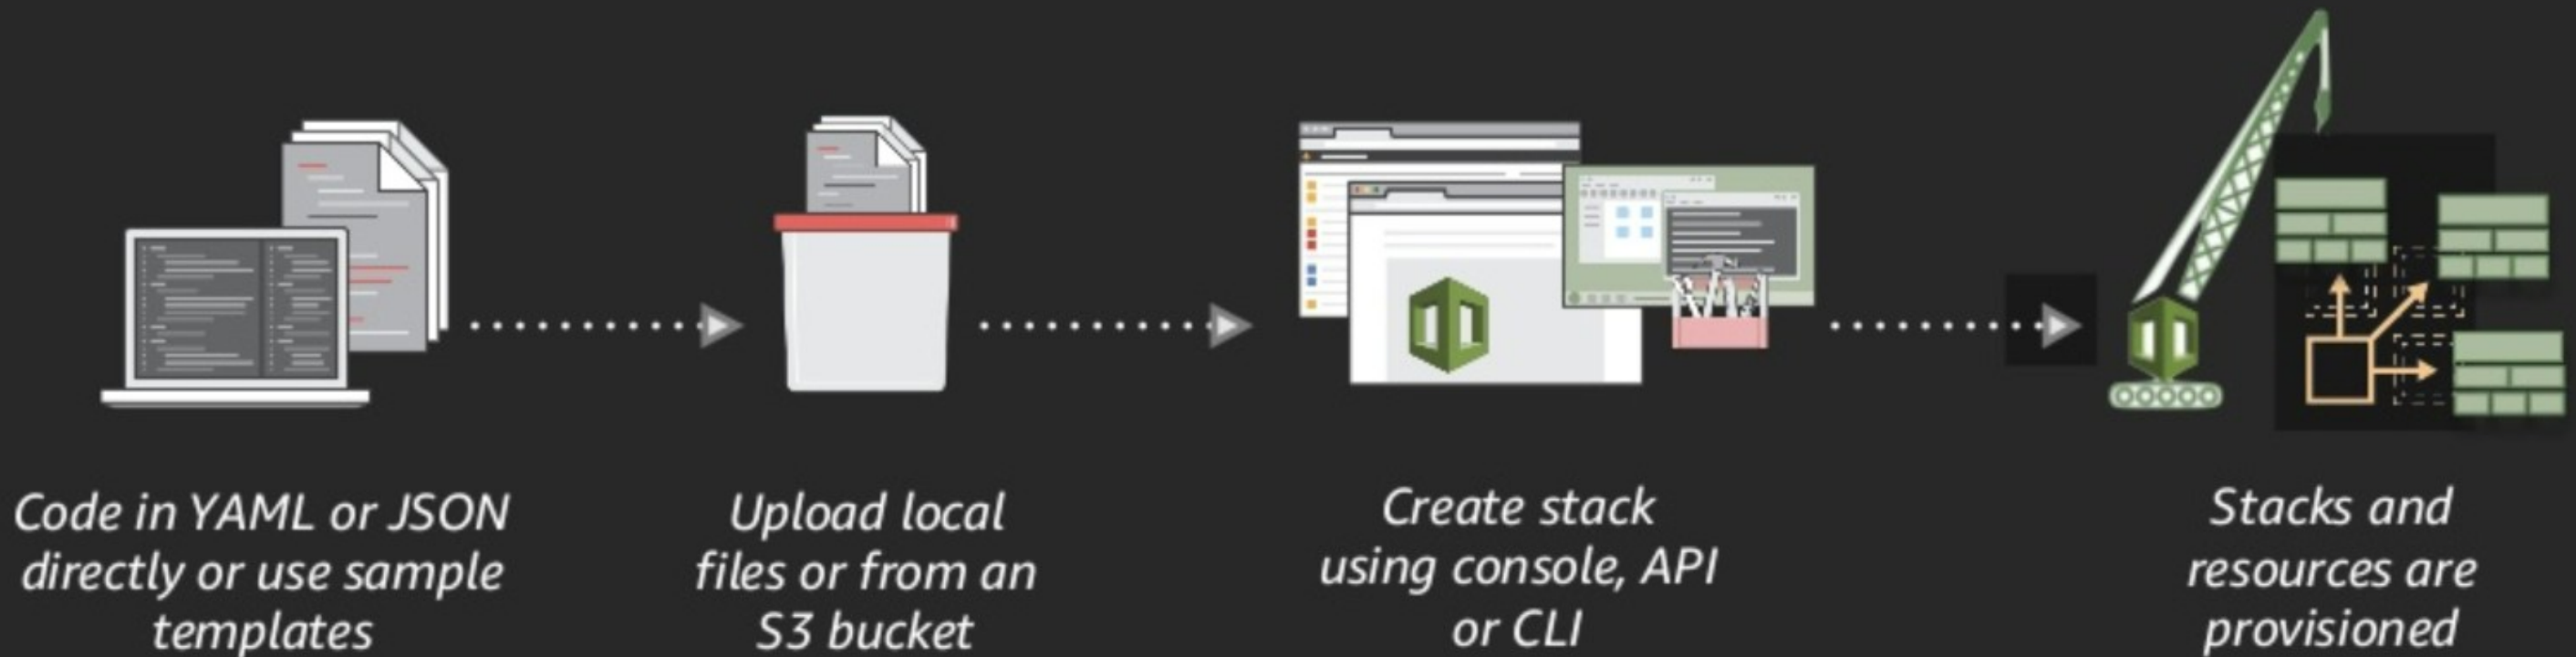 Code in YAML or JSON
directly or use sample
templates
Upload local
files or from an
S3 bucket
Create stack
using console, API
or CLI
Stacks and
resources are
provisioned